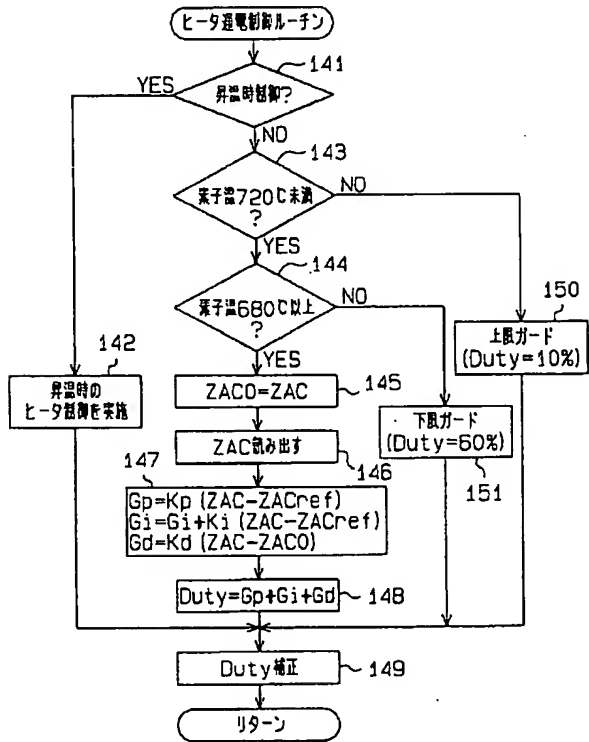 ヒータ通電制御ルーチン
141
YES
昇温時制御?
NO
143
素子温720℃未満
?
NO
YES
144
素子温680℃以上
?
NO
YES
150
上限ガード
(Duty=10%)
142
昇温時の
ヒータ制御を実施
ZAC0=ZAC
145
下限ガード
(Duty=60%)
151
ZAC読み出す
146
147
Gp=Kp(ZAC-ZACref)
Gi=Gi+Ki(ZAC-ZACref)
Gd=Kd(ZAC-ZAC0)
Duty=Gp+Gi+Gd
148
Duty補正
149
リターン